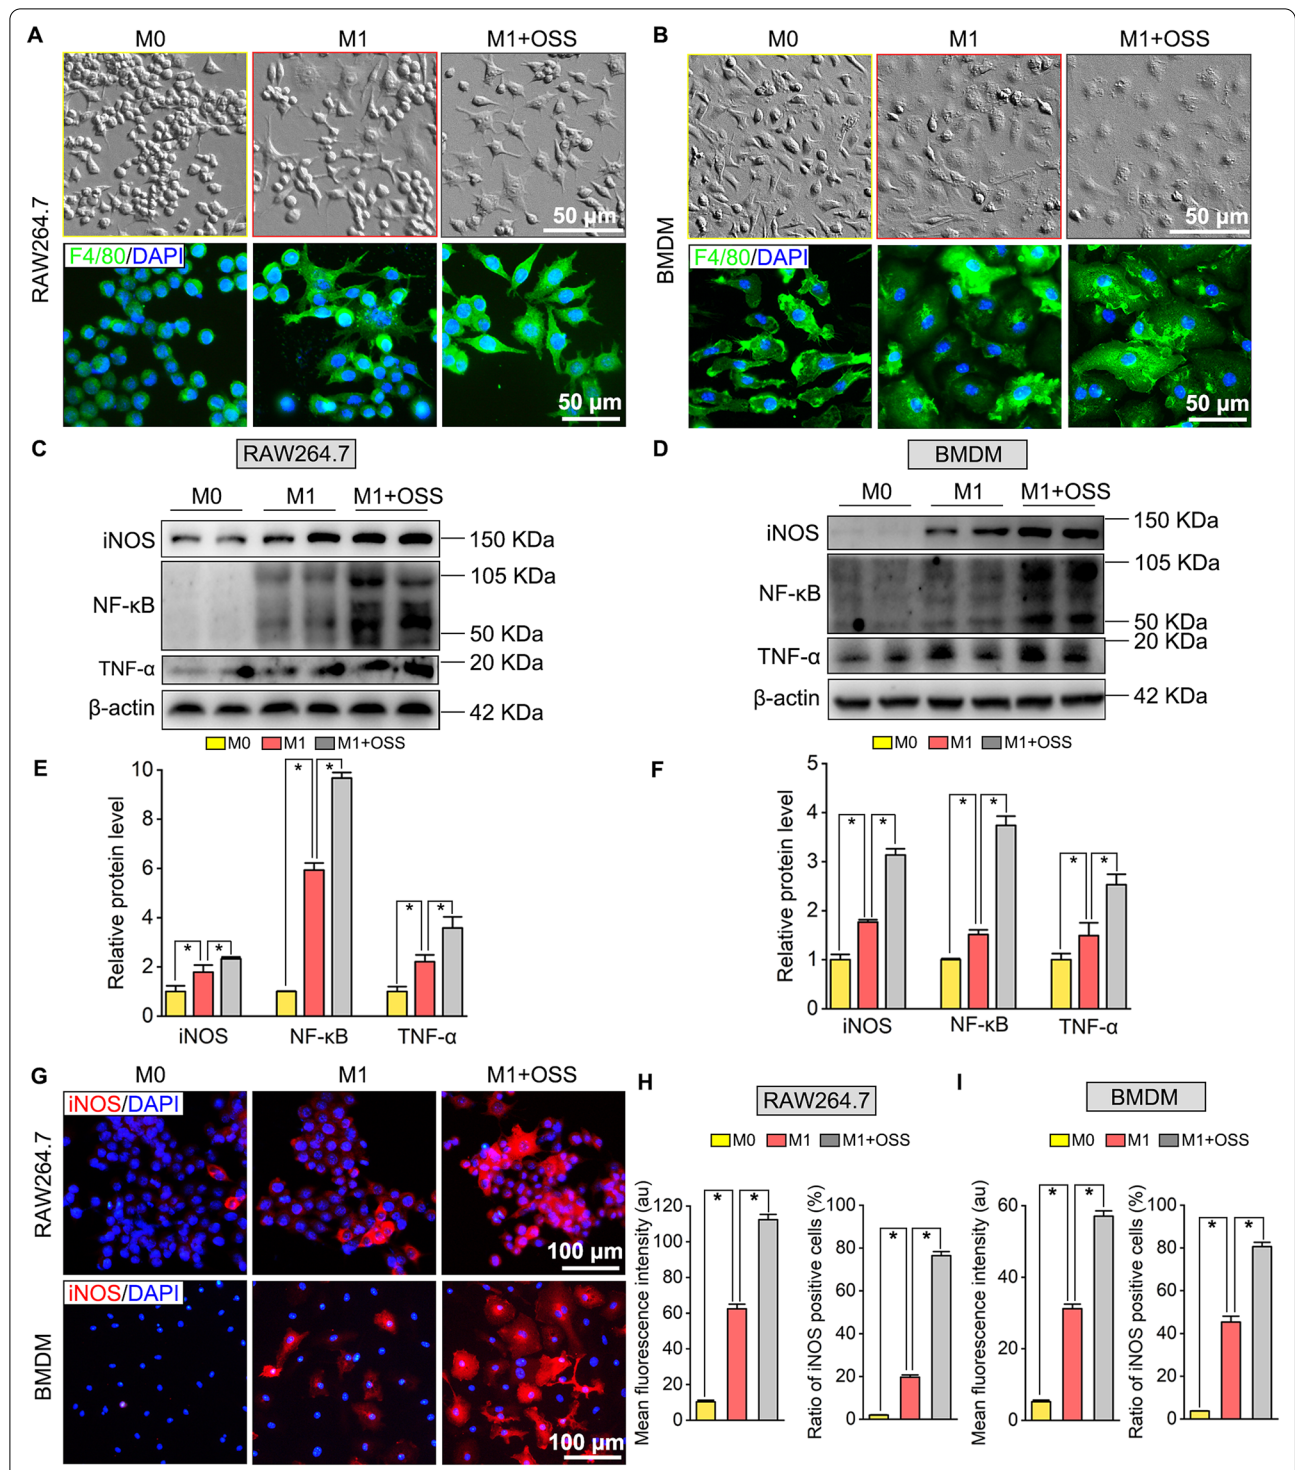 A
M0
M1
M1+OSS
RAW264.7
50 μm
F4/80/DAPI
50 μm
B
M0
M1
M1+OSS
BMDM
50 μm
F4/80/DAPI
50 μm
C
RAW264.7
M0
M1
M1+OSS
iNOS
150 KDa
NF-κB
105 KDa
50 KDa
TNF-α
20 KDa
β-actin
42 KDa
D
BMDM
M0
M1
M1+OSS
iNOS
150 KDa
NF-κB
105 KDa
50 KDa
TNF-α
20 KDa
β-actin
42 KDa
E
M0 M1 M1+OSS
Relative protein level
10
8
6
4
2
0
* * * * * *
iNOS NF-κB TNF-α
F
M0 M1 M1+OSS
Relative protein level
5
4
3
2
1
0
* * * * * *
iNOS NF-κB TNF-α
G
M0
M1
M1+OSS
RAW264.7
iNOS/DAPI
100 μm
BMDM
iNOS/DAPI
100 μm
H
RAW264.7
M0 M1 M1+OSS
Mean fluorescence intensity (au)
120
100
80
60
40
20
0
* *
Ratio of iNOS positive cells (%)
100
80
60
40
20
0
* *
I
BMDM
M0 M1 M1+OSS
Mean fluorescence intensity (au)
60
40
20
0
* *
Ratio of iNOS positive cells (%)
100
80
60
40
20
0
* *